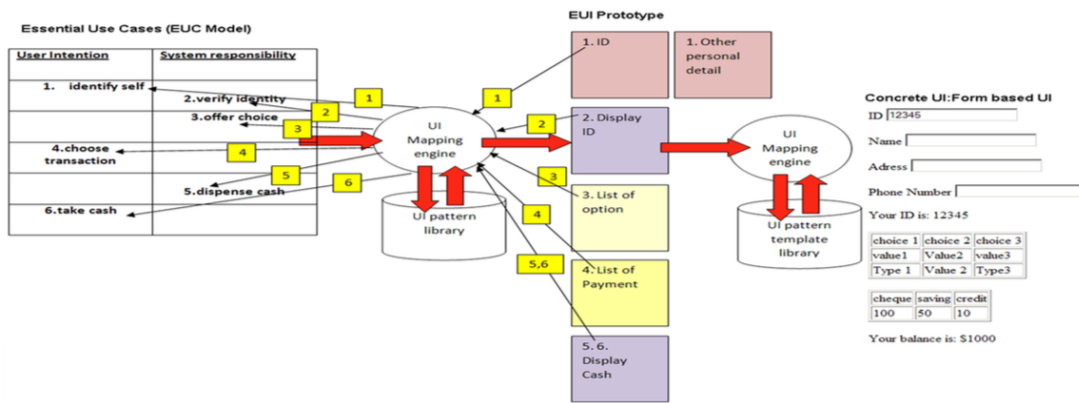 Essential Use Cases (EUC Model)
User Intention
System responsibility
1. identify self
2.verify identity
3.offer choice
4.choose
transaction
5.dispense cash
6.take cash
1
2
3
4
5
6
UI
Mapping
engine
UI pattern
library
1
2
3
4
5,6
EUI Prototype
1. ID
1. Other
personal
detail
2. Display
ID
3. List of
option
4. List of
Payment
5. 6.
Display
Cash
UI
Mapping
engine
UI pattern
template
library
Concrete UI:Form based UI
ID 12345
Name
Adress
Phone Number
Your ID is: 12345
choice 1 choice 2 choice 3
value1 Value2 value3
Type 1 Value 2 Type3
cheque saving credit
100 50 10
Your balance is: $1000